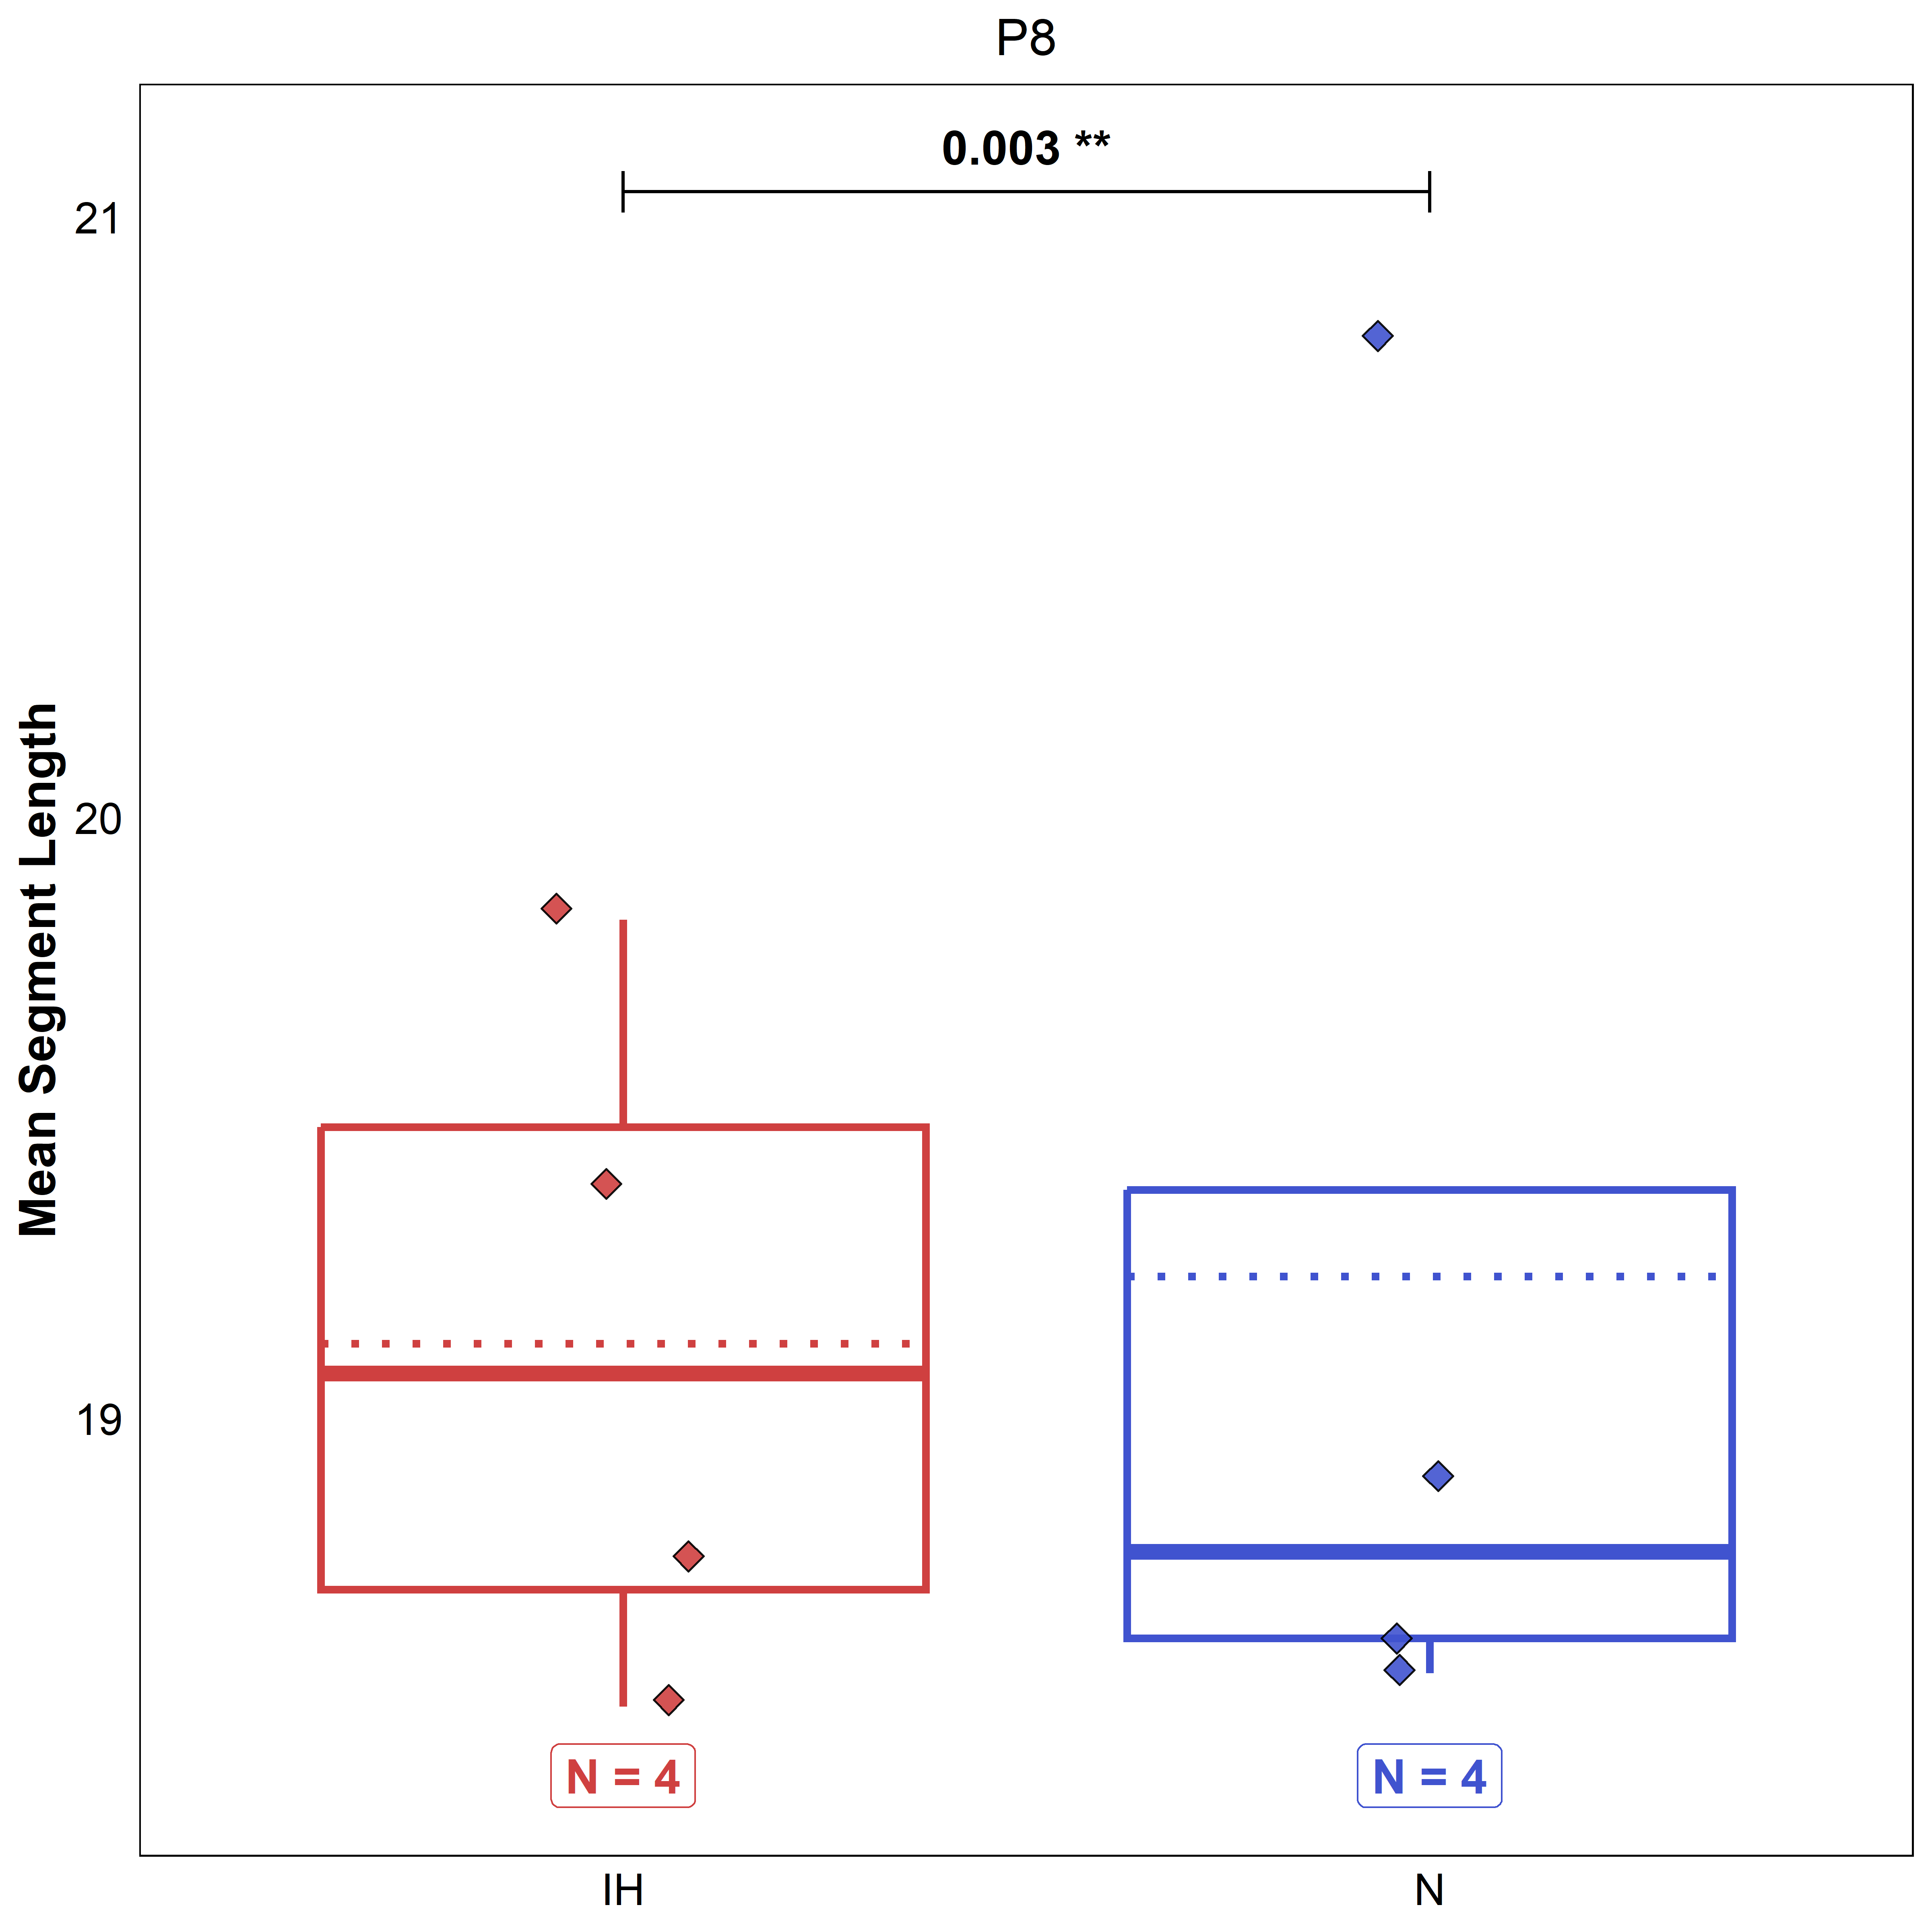 P8
0.003 **
21
20
19
Mean Segment Length
N = 4
N = 4
IH
N